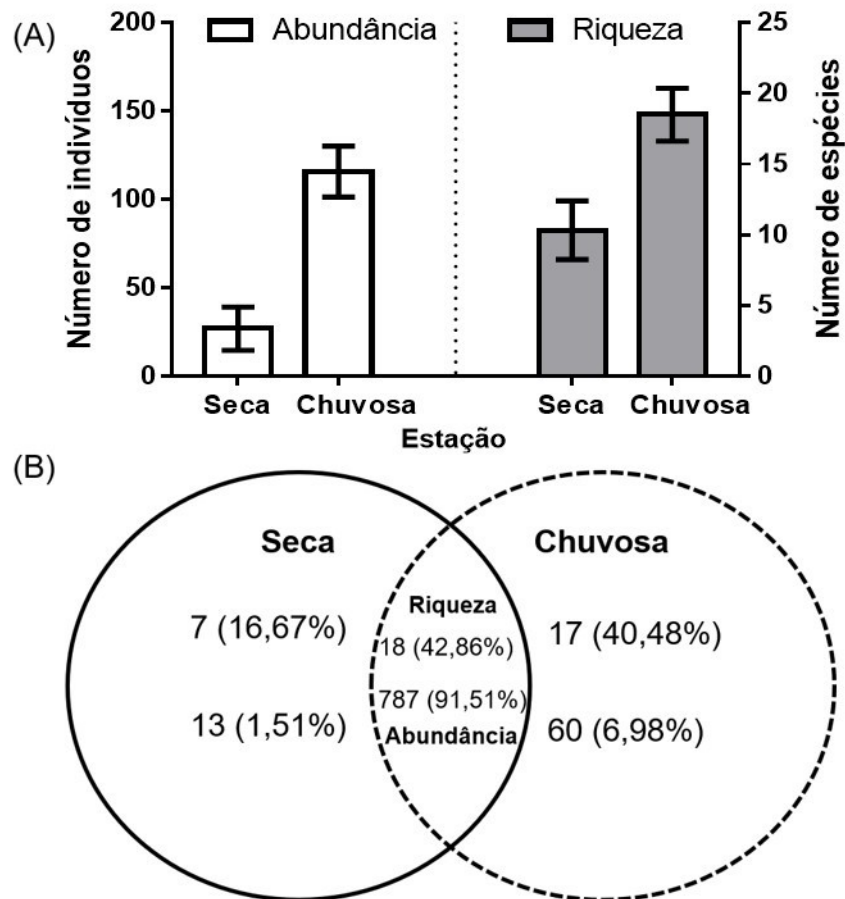 (A)
Abundância
Riqueza
Número de indivíduos
200
150
100
50
0
25
20
15
10
5
0
Número de espécies
Seca Chuvosa Seca Chuvosa
Estação
(B)
Seca
Chuvosa
Riqueza
7 (16,67%)
18 (42,86%)
17 (40,48%)
13 (1,51%)
787 (91,51%)
60 (6,98%)
Abundância